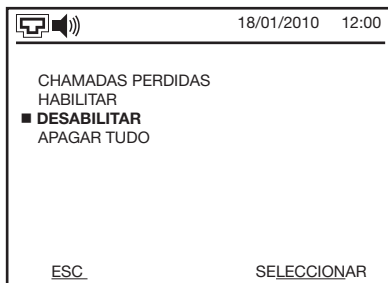 18/01/2010 12:00
CHAMADAS PERDIDAS
HABILITAR
DESABILITAR
APAGAR TUDO
ESC SELECCIONAR